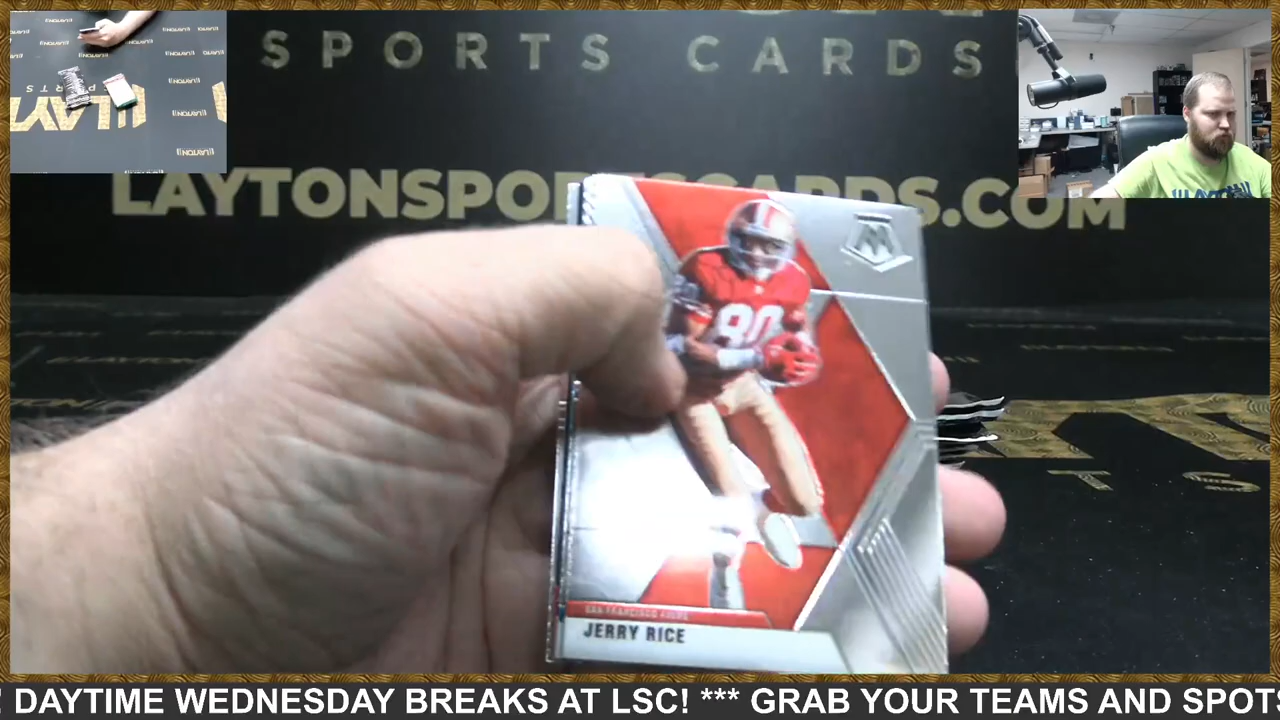 SPORTS CARDS
LAYTONSPORTSCARDS.COM
80
SAN FRANCISCO 49ERS
JERRY RICE
TS
DAYTIME WEDNESDAY BREAKS AT LSC! *** GRAB YOUR TEAMS AND SPOTS